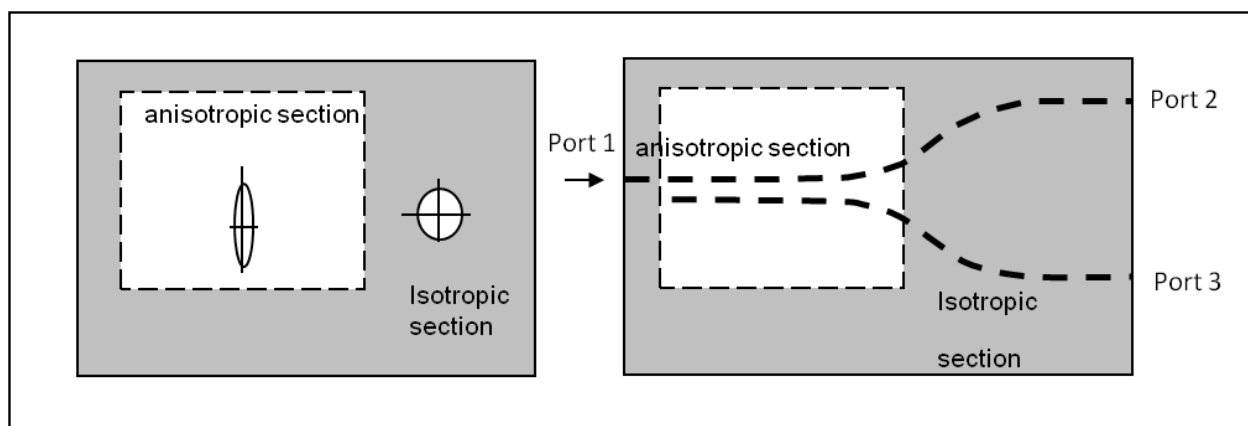 anisotropic section
Isotropic
section
Port 1
anisotropic section
Port 2
Port 3
Isotropic
section